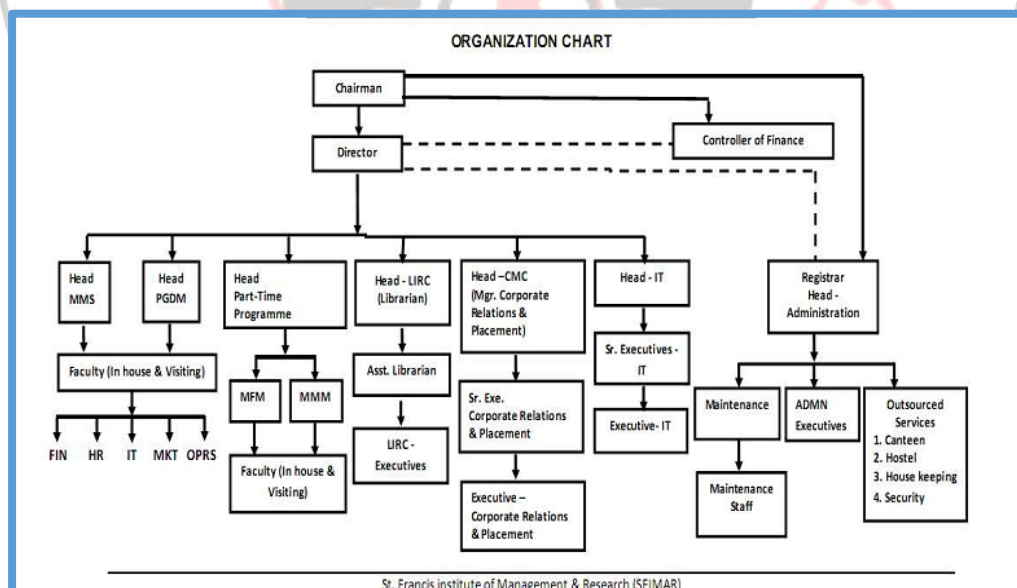 ORGANIZATION CHART
Chairman
Director
Controller of Finance
Head
MMS
Head
PGDM
Head
Part-Time
Programme
Head - LIRC
(Librarian)
Head –CMC
(Mgr. Corporate
Relations &
Placement)
Head - IT
Registrar
Head -
Administration
Faculty (In house & Visiting)
FIN HR IT MKT OPRS
MFM
MMM
Faculty (In house &
Visiting)
Asst. Librarian
LIRC -
Executives
Sr. Exe.
Corporate Relations
& Placement
Executive –
Corporate Relations
& Placement
Sr. Executives -
IT
Executive- IT
Maintenance
Maintenance
Staff
ADMN
Executives
Outsourced
Services
1. Canteen
2. Hostel
3. House keeping
4. Security
St. Francis institute of Management & Research (SFIMAR)